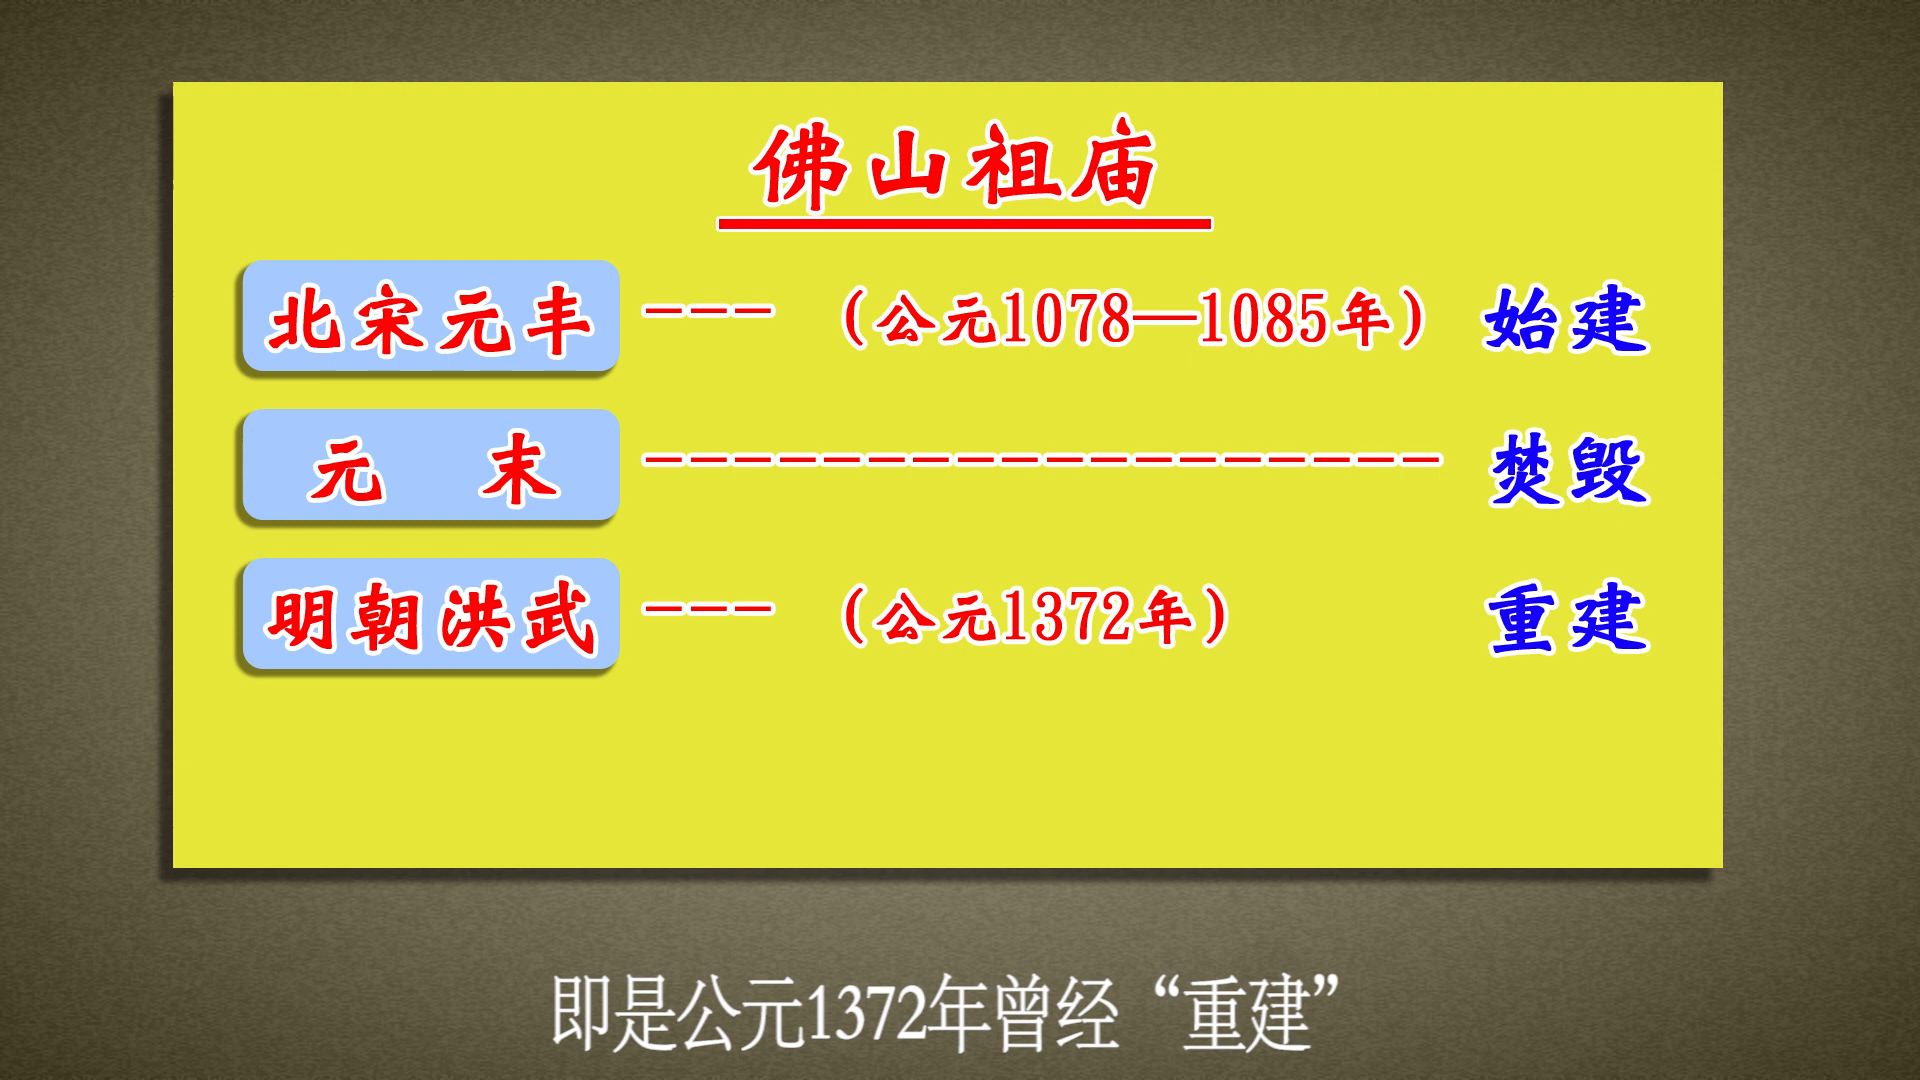 佛山祖庙
北宋元丰 --- （公元1078—1085年） 始建
元 末 ------------------ 焚毁
明朝洪武 --- （公元1372年） 重建
即是公元1372年曾经“重建”